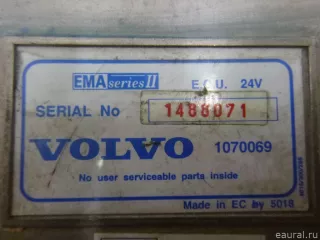 EMA series II E.C.U. 24V
SERIAL No 1488071
VOLVO 1070069
No user serviceable parts inside
Made in EC by 5018
eaural.ru